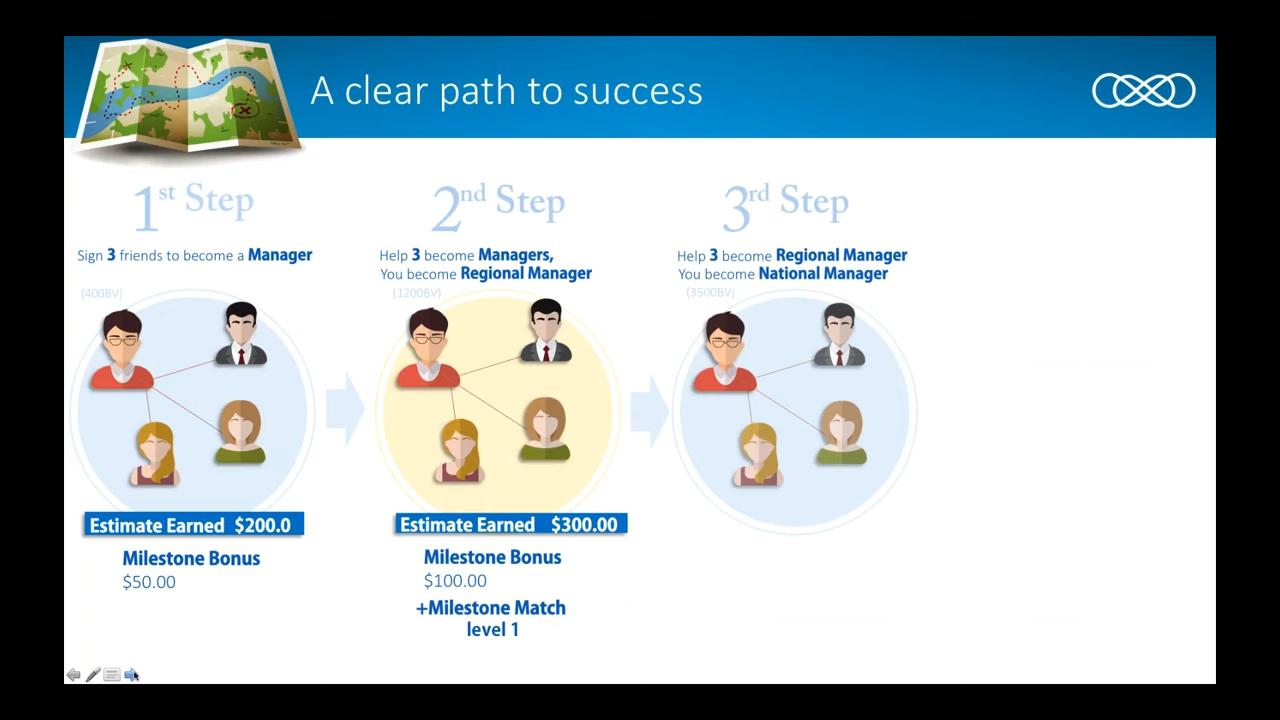 A clear path to success
1st Step
Sign 3 friends to become a Manager
(400BV)
Estimate Earned $200.0
Milestone Bonus
$50.00
2nd Step
Help 3 become Managers,
You become Regional Manager
(1200BV)
Estimate Earned $300.00
Milestone Bonus
$100.00
+Milestone Match
level 1
3rd Step
Help 3 become Regional Manager
You become National Manager
(3500BV)